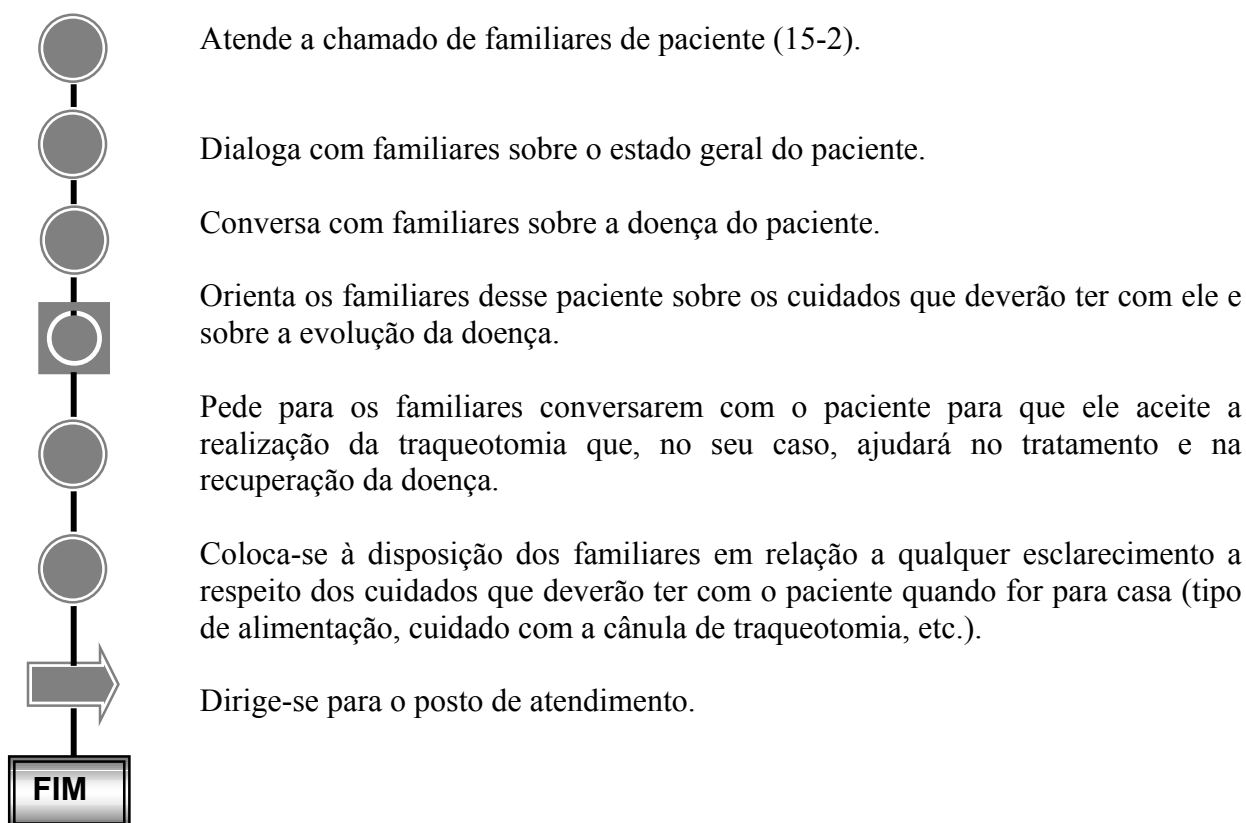 Atende a chamado de familiares de paciente (15-2).
Dialoga com familiares sobre o estado geral do paciente.
Conversa com familiares sobre a doença do paciente.
Orienta os familiares desse paciente sobre os cuidados que deverão ter com ele e
sobre a evolução da doença.
Pede para os familiares conversarem com o paciente para que ele aceite a
realização da traqueotomia que, no seu caso, ajudará no tratamento e na
recuperação da doença.
Coloca-se à disposição dos familiares em relação a qualquer esclarecimento a
respeito dos cuidados que deverão ter com o paciente quando for para casa (tipo
de alimentação, cuidado com a cânula de traqueotomia, etc.).
Dirige-se para o posto de atendimento.
FIM